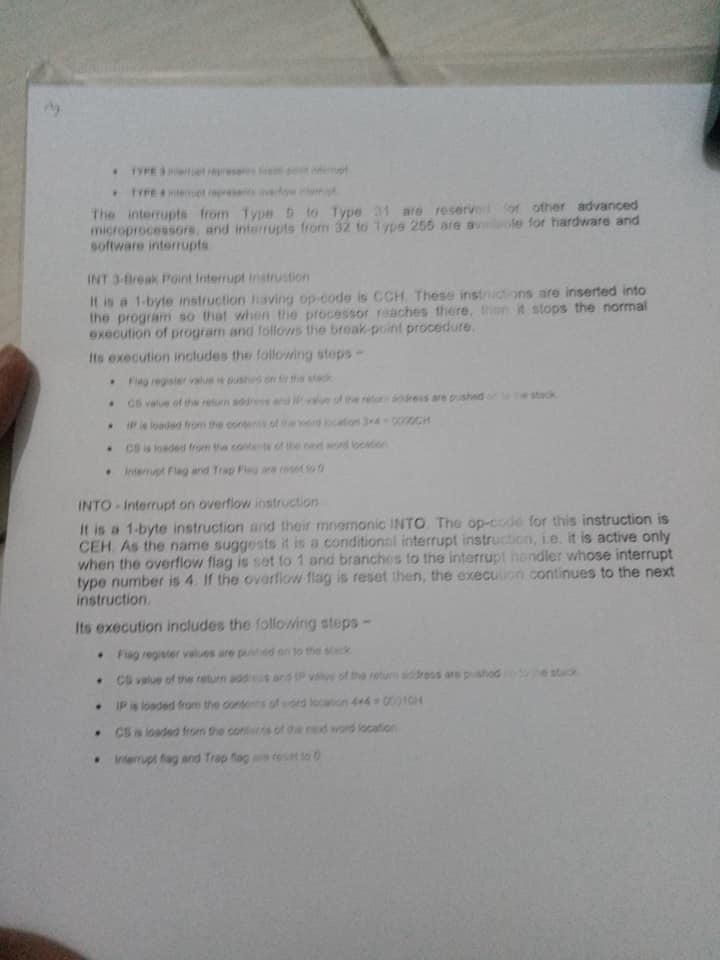 • TYPE 3 interrupt represents break-point interrupt.
• TYPE 4 interrupt represents overflow interrupt.
The interrupts from Type 5 to Type 31 are reserved for other advanced
microprocessors, and interrupts from 32 to Type 255 are available for hardware and
software interrupts.
INT 3-Break Point Interrupt Instruction
It is a 1-byte instruction having op-code is CCH. These instructions are inserted into
the program so that when the processor reaches there, then it stops the normal
execution of program and follows the break-point procedure.
Its execution includes the following steps −
• Flag register value is pushed on to the stack.
• CS value of the return address and IP value of the return address are pushed on to the stack.
• IP is loaded from the contents of the word location 3×4 = 0000CH
• CS is loaded from the contents of the next word location.
• Interrupt Flag and Trap Flag are reset to 0
INTO - Interrupt on overflow instruction
It is a 1-byte instruction and their mnemonic INTO. The op-code for this instruction is
CEH. As the name suggests it is a conditional interrupt instruction, i.e. it is active only
when the overflow flag is set to 1 and branches to the interrupt handler whose interrupt
type number is 4. If the overflow flag is reset then, the execution continues to the next
instruction.
Its execution includes the following steps −
• Flag register values are pushed on to the stack.
• CS value of the return address and IP value of the return address are pushed on to the stack.
• IP is loaded from the contents of word location 4×4 = 00010H
• CS is loaded from the contents of the next word location.
• Interrupt flag and Trap flag are reset to 0